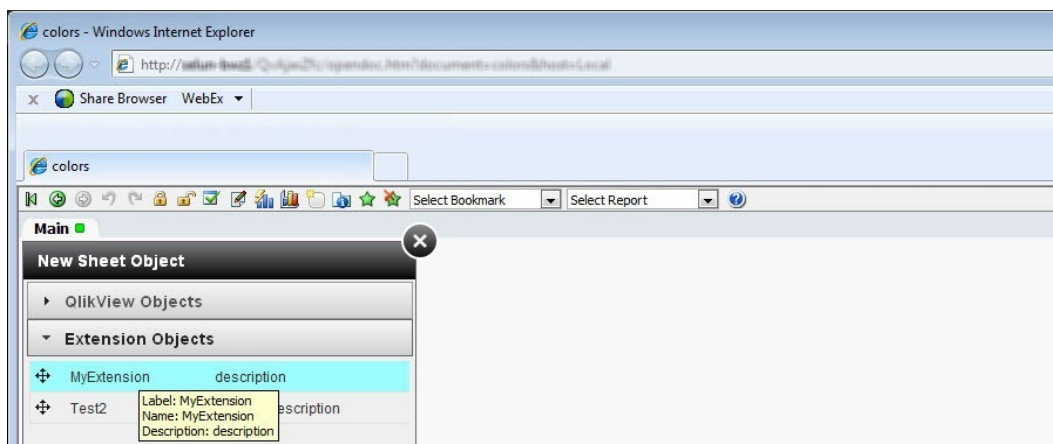 colors - Windows Internet Explorer
http://
x Share Browser WebEx
colors
Select Bookmark Select Report
Main
New Sheet Object
QlikView Objects
Extension Objects
MyExtension description
Label: MyExtension
Test2 Name: MyExtension escription
Description: description